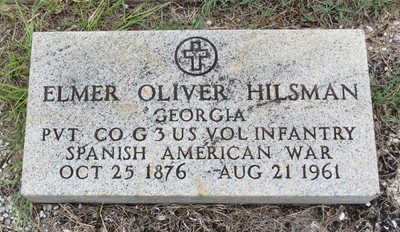 ELMER OLIVER HILSMAN
GEORGIA
PVT CO G 3 US VOL INFANTRY
SPANISH AMERICAN WAR
OCT 25 1876 AUG 21 1961